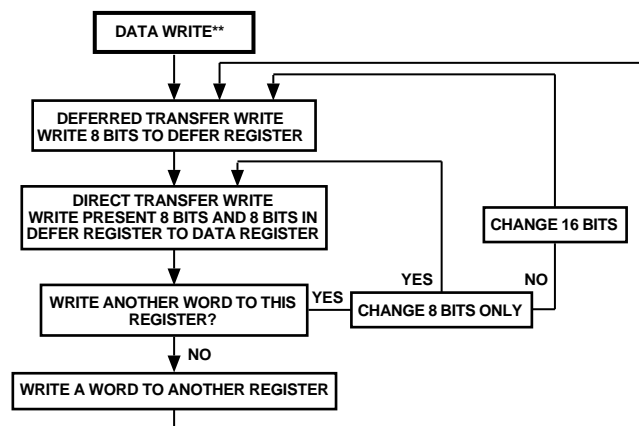 DATA WRITE**
DEFERRED TRANSFER WRITE
WRITE 8 BITS TO DEFER REGISTER
DIRECT TRANSFER WRITE
WRITE PRESENT 8 BITS AND 8 BITS IN
DEFER REGISTER TO DATA REGISTER
CHANGE 16 BITS
YES
NO
WRITE ANOTHER WORD TO THIS
REGISTER?
YES
CHANGE 8 BITS ONLY
NO
WRITE A WORD TO ANOTHER REGISTER